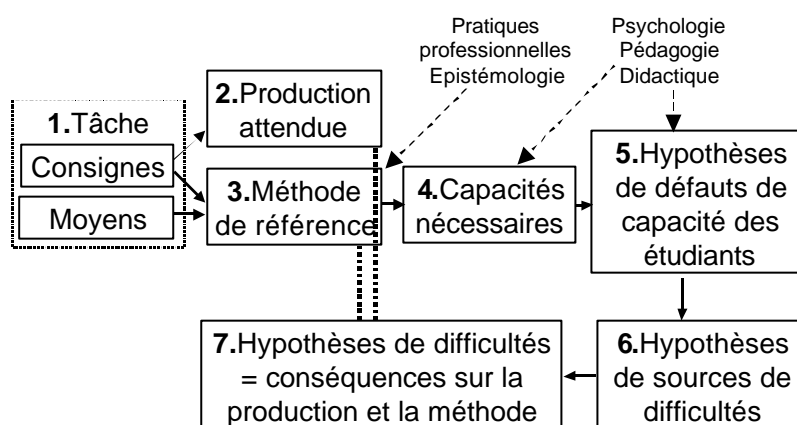 Pratiques
professionnelles
Epistémologie
Psychologie
Pédagogie
Didactique
1.Tâche
Consignes
Moyens
2.Production
attendue
3.Méthode
de référence
4.Capacités
nécessaires
5.Hypothèses
de défauts de
capacité des
étudiants
6.Hypothèses
de sources de
difficultés
7.Hypothèses de difficultés
= conséquences sur la
production et la méthode